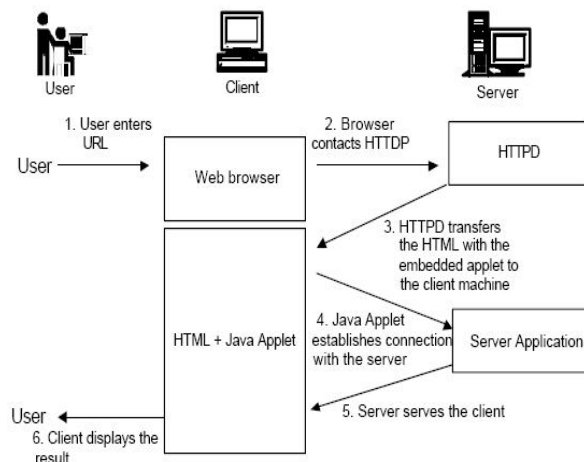 User
Client
Server
1. User enters
URL
2. Browser
contacts HTTDP
User
Web browser
HTTPD
3. HTTPD transfers
the HTML with the
embedded applet to
the client machine
HTML + Java Applet
4. Java Applet
establishes connection
with the server
Server Application
5. Server serves the client
User
6. Client displays the
result